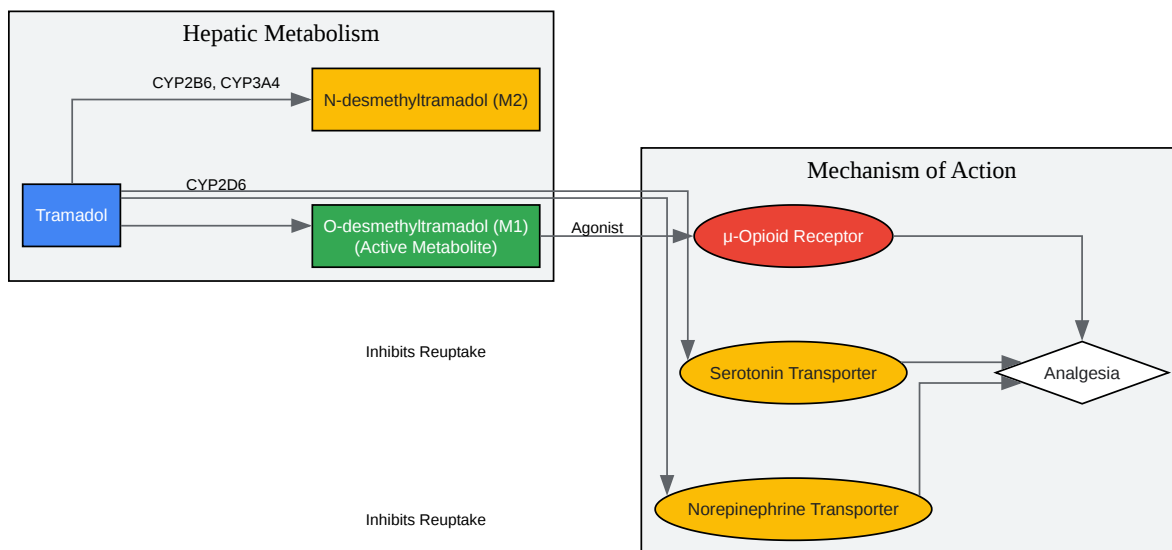 Hepatic Metabolism
CYP2B6, CYP3A4
N-desmethyltramadol (M2)
CYP2D6
Tramadol
O-desmethyltramadol (M1)
(Active Metabolite)
Agonist
Mechanism of Action
μ-Opioid Receptor
Inhibits Reuptake
Serotonin Transporter
Analgesia
Inhibits Reuptake
Norepinephrine Transporter